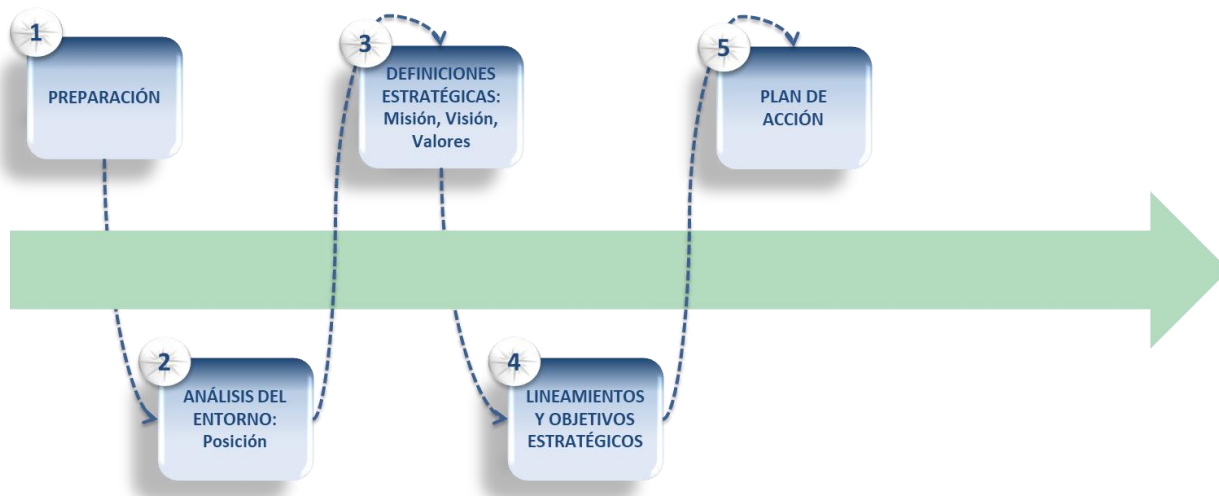 1
PREPARACIÓN
2
ANÁLISIS DEL
ENTORNO:
Posición
3
DEFINICIONES
ESTRATÉGICAS:
Misión, Visión,
Valores
4
LINEAMIENTOS
Y OBJETIVOS
ESTRATÉGICOS
5
PLAN DE
ACCIÓN